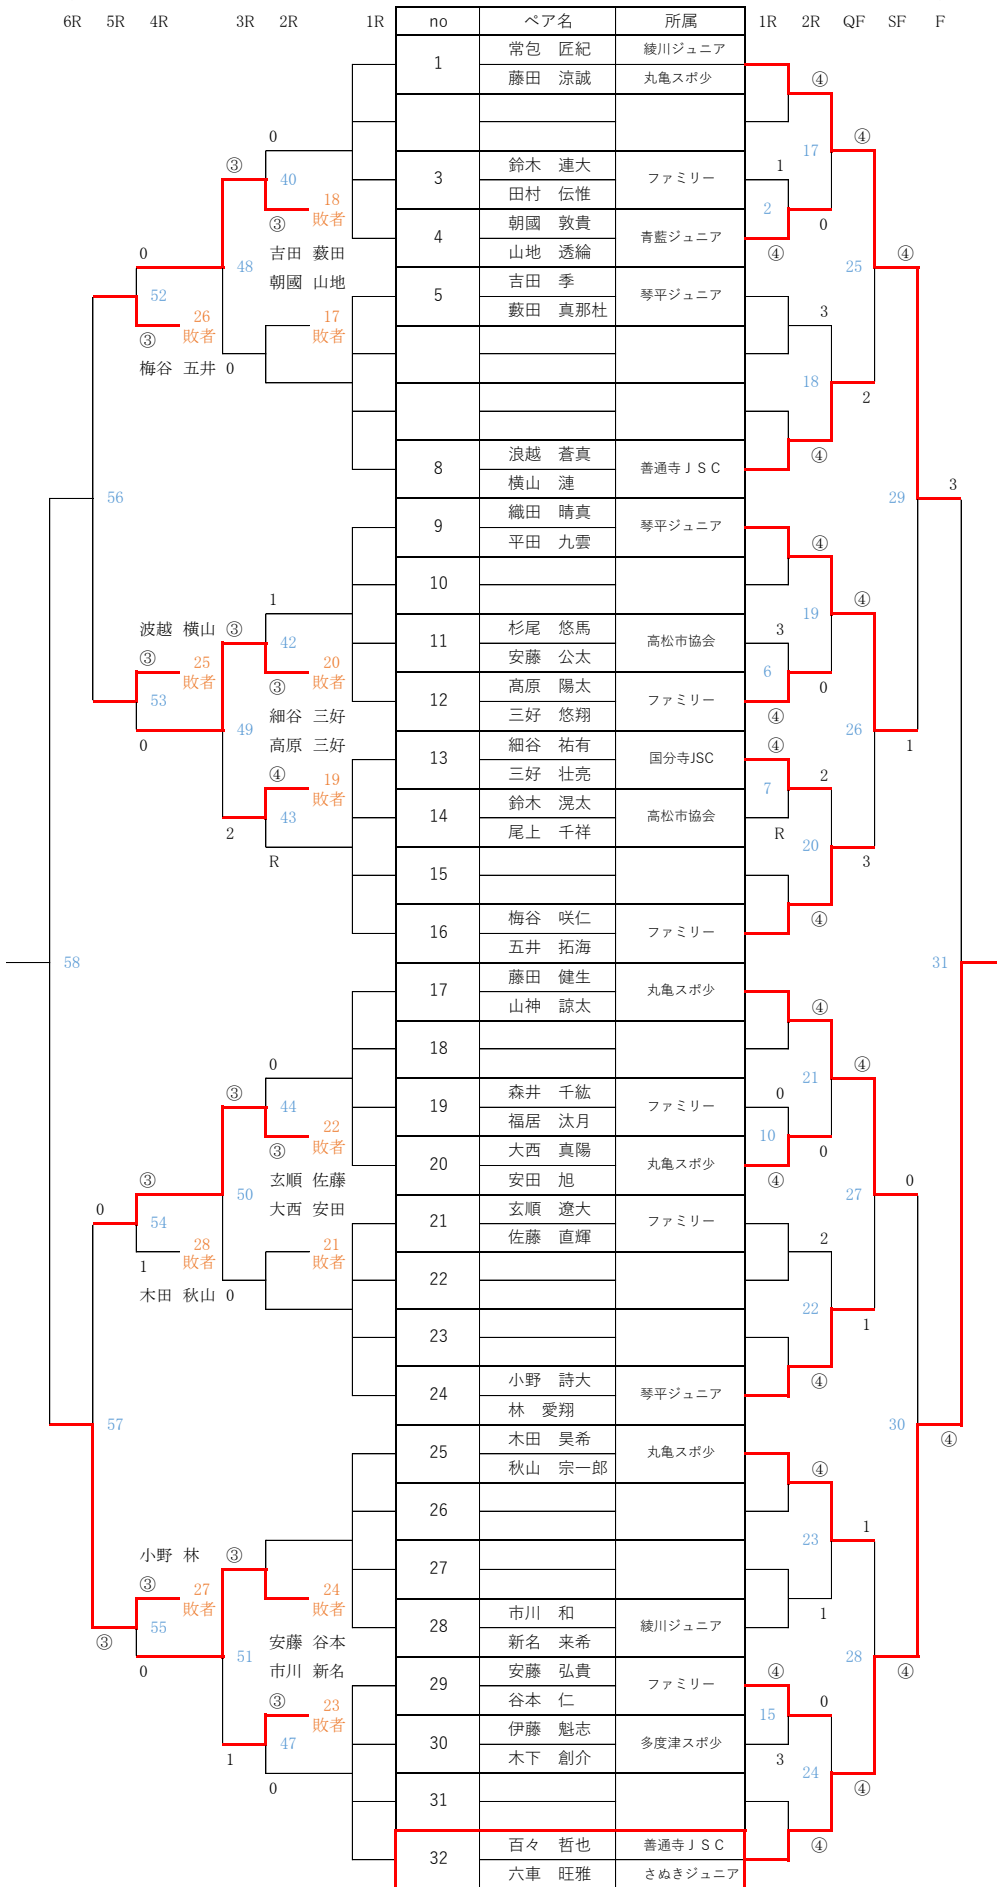 6R 5R 4R 3R 2R 1R no ペア名 所属 1R 2R QF SF F
常包 匠紀 綾川ジュニア
1
藤田 涼誠 丸亀スポ少
④
0 ④
17
③ 鈴木 連大 1
40 3 ファミリー
18 田村 伝惟
敗者 2
③ 朝國 敦貴 0
4 青藍ジュニア
0 吉田 藪田 山地 透綸 ④ ④
48 25
朝國 山地 吉田 季
52 5 琴平ジュニア
26 17 藪田 真那杜 3
敗者 敗者
③
梅谷 五井 0
18
2
浪越 蒼真 ④
8 善通寺ＪＳＣ
横山 漣
56 29 3
織田 晴真
9 琴平ジュニア
平田 九雲 ④
10
1 ④
19
波越 横山 ③ 杉尾 悠馬 3
42 11 高松市協会
③ 25 20 安藤 公太
敗者 敗者 6
53 ③ 髙原 陽太 0
12 ファミリー
細谷 三好 三好 悠翔 ④
49 26
0 高原 三好 細谷 祐有 ④ 1
13 国分寺JSC
④ 19 三好 壮亮 2
敗者 7
43 鈴木 滉太
14 高松市協会
2 尾上 千祥 R
20
R 3
15
梅谷 咲仁 ④
16 ファミリー
五井 拓海
58 31
藤田 健生
17 丸亀スポ少
山神 諒太 ④
18
0 ④
21
③ 森井 千紘 0
44 19 ファミリー
22 福居 汰月
敗者 10
③ 大西 真陽 0
20 丸亀スポ少
③ 玄順 佐藤 安田 旭 ④ 0
50 27
0 大西 安田 玄順 遼大
54 21 ファミリー
28 21 佐藤 直輝 2
敗者 敗者
1
22
木田 秋山 0
22
1
23
小野 詩大 ④
24 琴平ジュニア
林 愛翔
57 30
④
木田 昊希
25 丸亀スポ少
秋山 宗一郎 ④
26
1
23
小野 林 ③
27
③ 27 24
敗者 敗者
市川 和 1
55 28 綾川ジュニア
③ 安藤 谷本 新名 来希
51 28
0 市川 新名 安藤 弘貴 ④ ④
29 ファミリー
③ 23 谷本 仁 0
敗者 15
伊藤 魁志
47 30 多度津スポ少
1 木下 創介 3
24
0 ④
31
百々 哲也 善通寺ＪＳＣ ④
32
六車 旺雅 さぬきジュニア